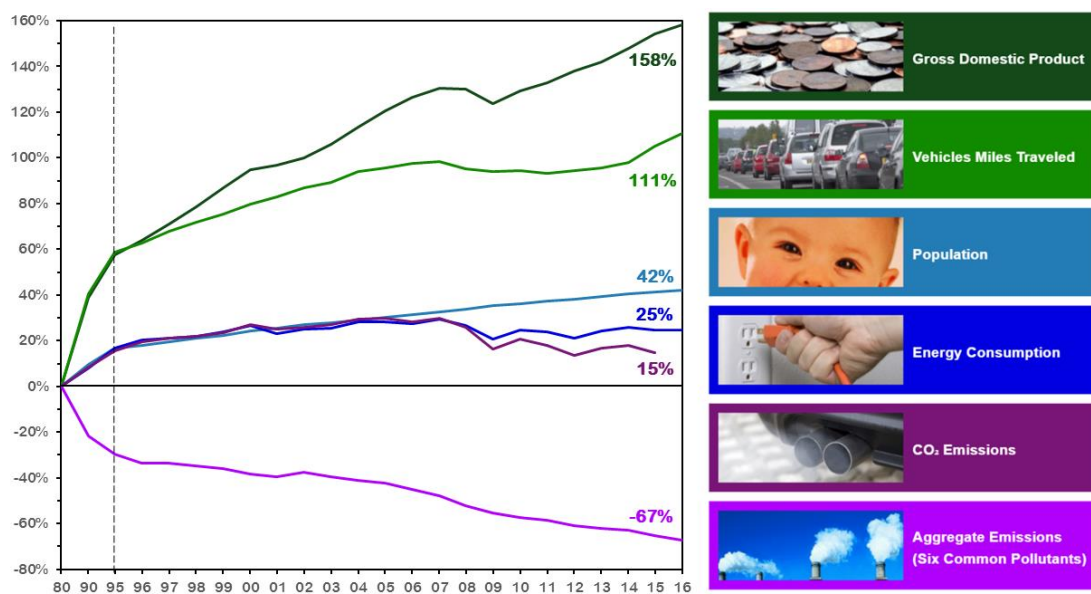 160%
140%
120%
100%
80%
60%
40%
20%
0%
-20%
-40%
-60%
-80%
158%
111%
42%
25%
15%
-67%
80 90 95 96 97 98 99 00 01 02 03 04 05 06 07 08 09 10 11 12 13 14 15 16
Gross Domestic Product
Vehicles Miles Traveled
Population
Energy Consumption
CO₂ Emissions
Aggregate Emissions
(Six Common Pollutants)